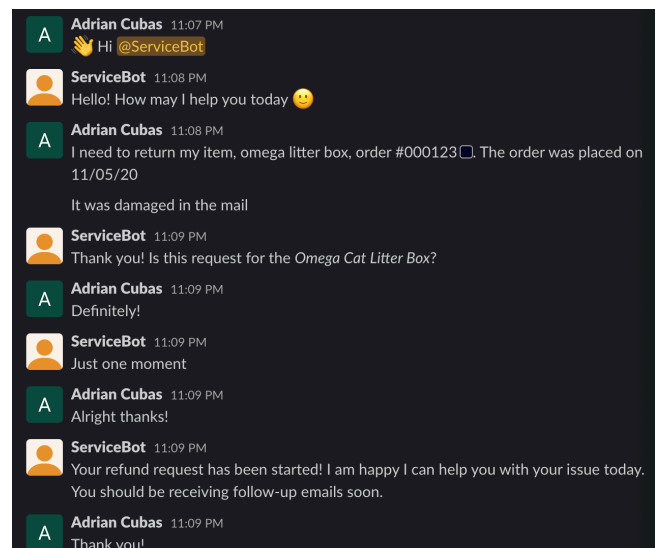 Adrian Cubas 11:07 PM
👋 Hi @ServiceBot
ServiceBot 11:08 PM
Hello! How may I help you today 🙂
A
Adrian Cubas 11:08 PM
I need to return my item, omega litter box, order #000123. The order was placed on
11/05/20
It was damaged in the mail
ServiceBot 11:09 PM
Thank you! Is this request for the Omega Cat Litter Box?
A
Adrian Cubas 11:09 PM
Definitely!
ServiceBot 11:09 PM
Just one moment
A
Adrian Cubas 11:09 PM
Alright thanks!
ServiceBot 11:09 PM
Your refund request has been started! I am happy I can help you with your issue today.
You should be receiving follow-up emails soon.
A
Adrian Cubas 11:09 PM
Thank you!